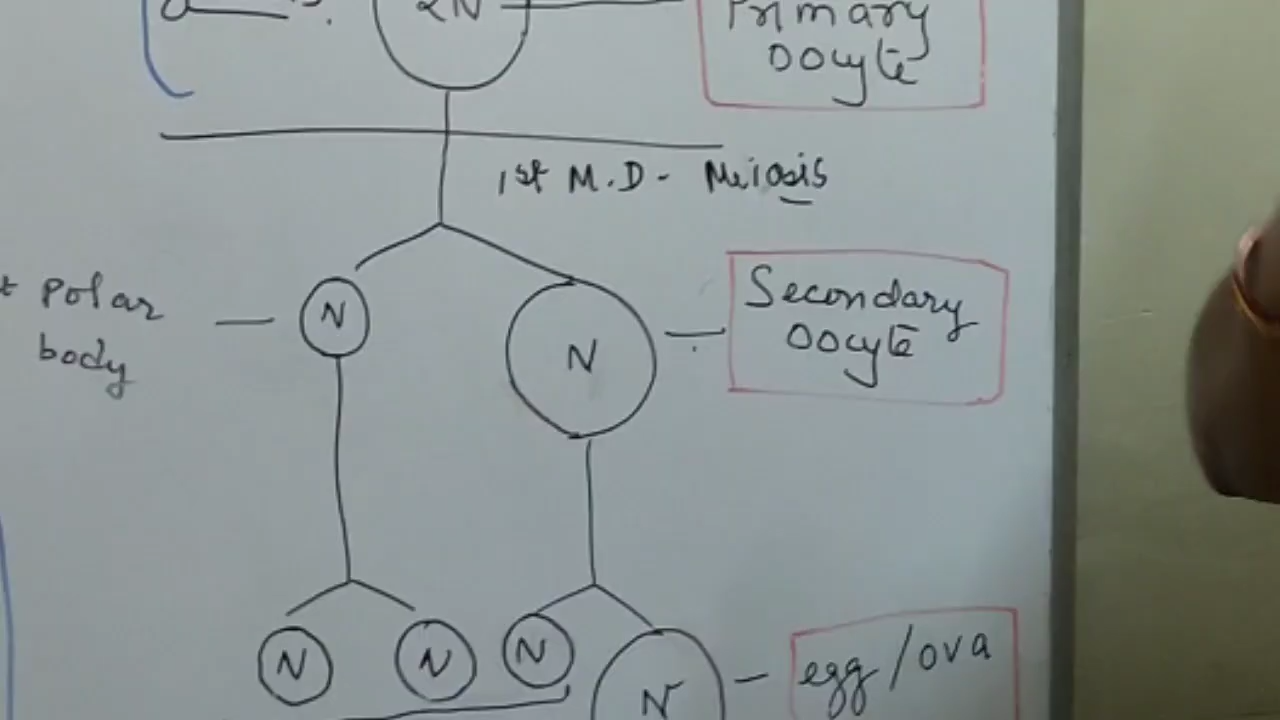 2N
Primary
Oocyte
1st M.D - Meiosis
Polar
body
N
N
Secondary
Oocyte
N
N
N
N
egg/ova